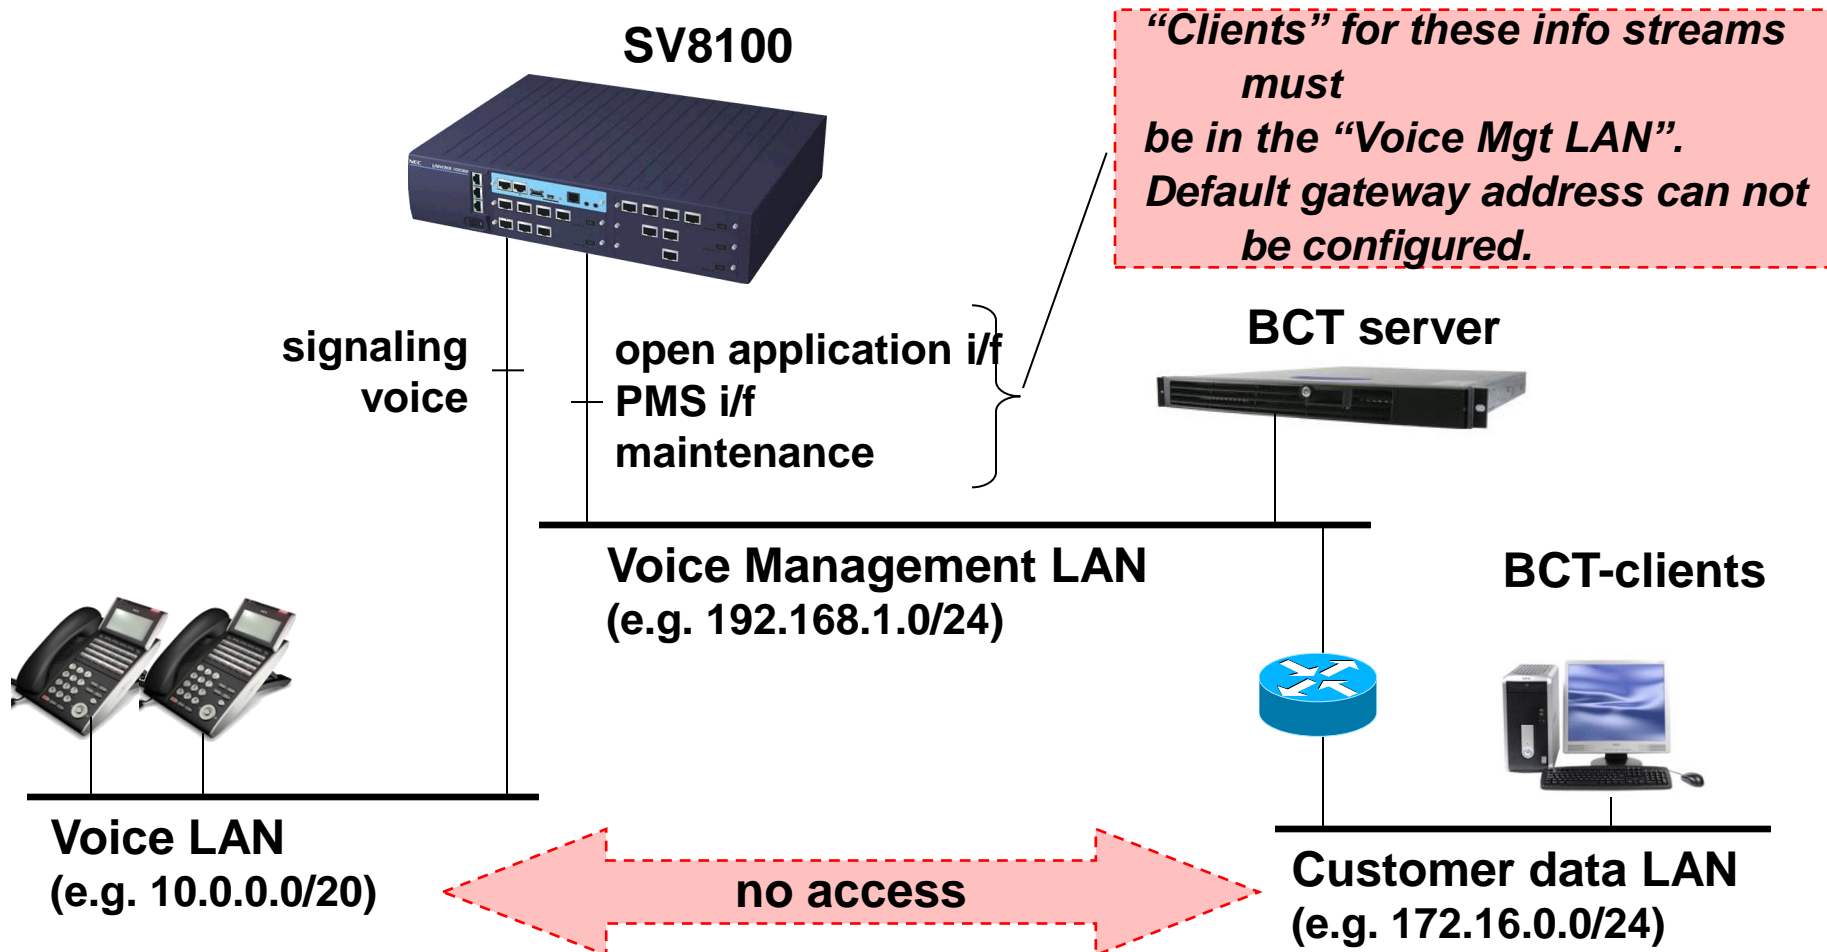 SV8100
“Clients” for these info streams
must
be in the “Voice Mgt LAN”.
Default gateway address can not
be configured.
signaling
voice
open application i/f
PMS i/f
maintenance
BCT server
Voice Management LAN
(e.g. 192.168.1.0/24)
BCT-clients
Voice LAN
(e.g. 10.0.0.0/20)
no access
Customer data LAN
(e.g. 172.16.0.0/24)
NEC